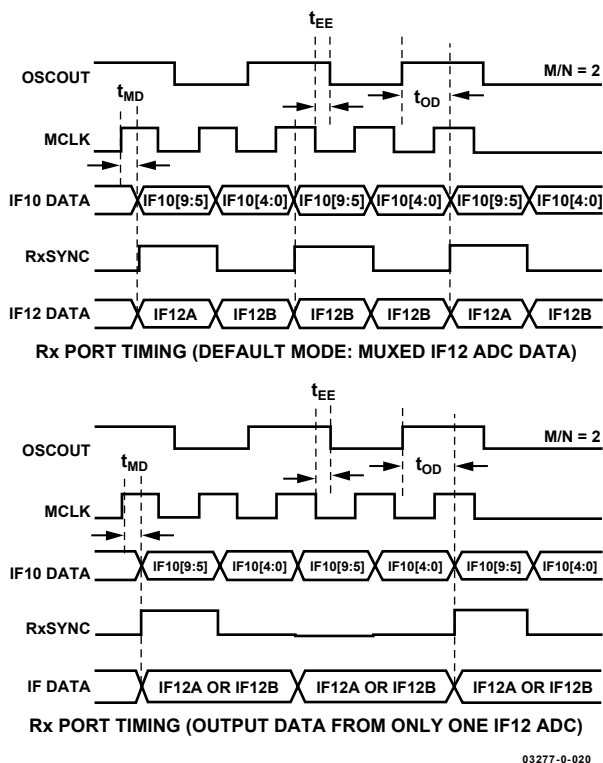 tEE
OSCOUT
M/N = 2
tMD
tOD
MCLK
IF10 DATA IF10[9:5] IF10[4:0] IF10[9:5] IF10[4:0] IF10[9:5] IF10[4:0]
RxSYNC
IF12 DATA IF12A IF12B IF12B IF12B IF12A IF12B
Rx PORT TIMING (DEFAULT MODE: MUXED IF12 ADC DATA)
tEE
OSCOUT
M/N = 2
tMD
tOD
MCLK
IF10 DATA IF10[9:5] IF10[4:0] IF10[9:5] IF10[4:0] IF10[9:5] IF10[4:0]
RxSYNC
IF DATA IF12A OR IF12B IF12A OR IF12B IF12A OR IF12B
Rx PORT TIMING (OUTPUT DATA FROM ONLY ONE IF12 ADC)
03277-0-020